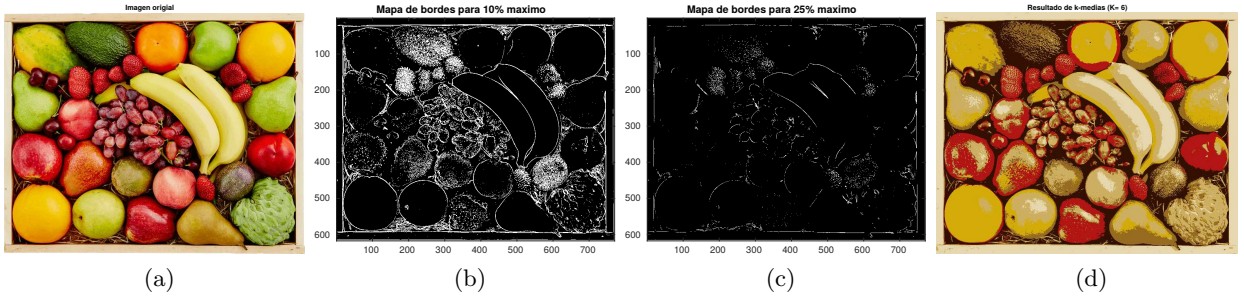 Imagen origial
Mapa de bordes para 10% maximo
Mapa de bordes para 25% maximo
Resultado de k-medias (K= 6)
100
200
300
400
500
600
100 200 300 400 500 600 700
100
200
300
400
500
600
100 200 300 400 500 600 700
(a)
(b)
(c)
(d)